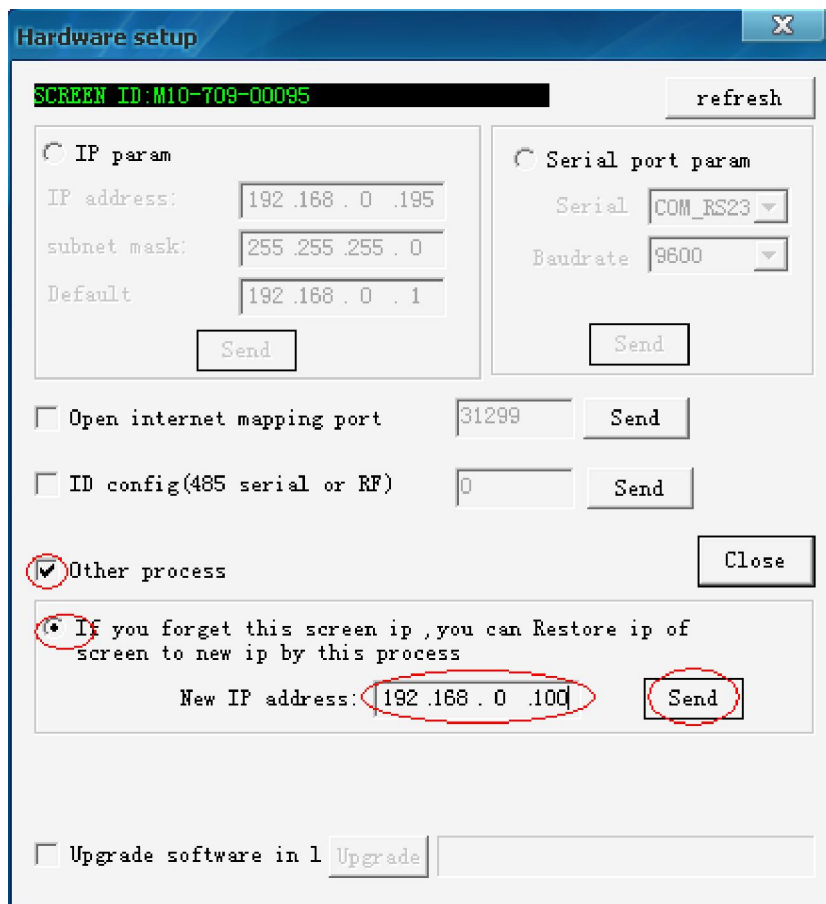 Hardware setup
SCREEN ID:M10-709-00095
refresh
IP param
IP address:
192 .168 . 0 .195
subnet mask:
255 .255 .255 . 0
Default
192 .168 . 0 . 1
Send
Serial port param
Serial
COM_RS23
Baudrate
9600
Send
Open internet mapping port
31299
Send
ID config(485 serial or RF)
0
Send
Other process
Close
If you forget this screen ip ,you can Restore ip of
screen to new ip by this process
New IP address:
192 .168 . 0 .100
Send
Upgrade software in l
Upgrade